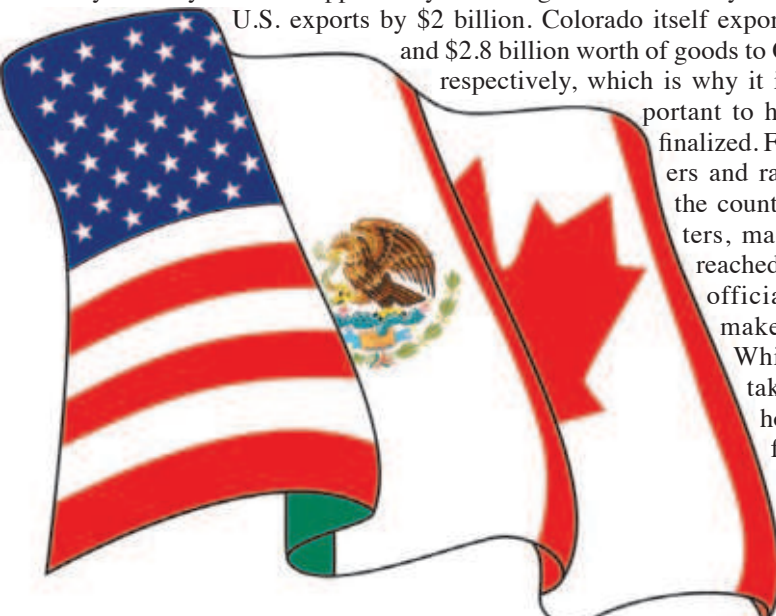 U.S. exports by $2 billion. Colorado itself expor
and $2.8 billion worth of goods to
respectively, which is why it
portant to h
finalized. F
ers and ra
the count
ters, ma
reached
officia
make
Whi
tak
h
f